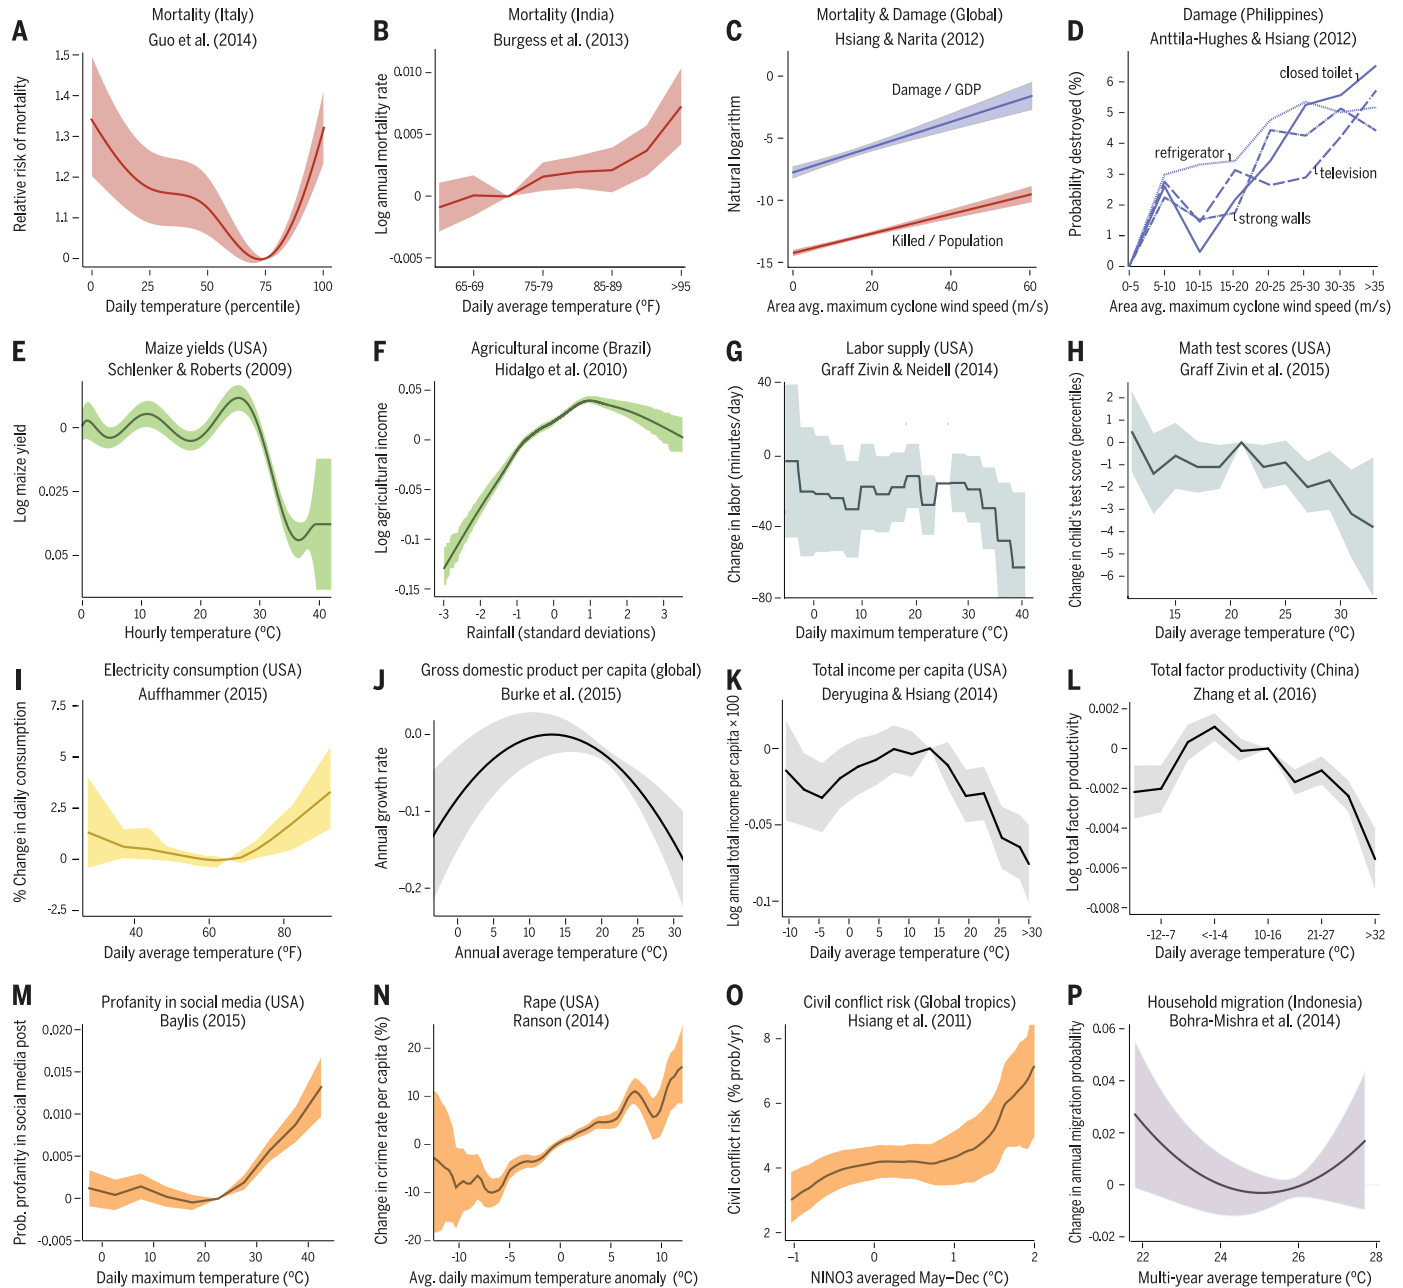 A
Mortality (Italy)
Guo et al. (2014)
Relative risk of mortality
1.5
1.4
1.3
1.2
1.1
0
0
25
50
75
100
Daily temperature (percentile)
B
Mortality (India)
Burgess et al. (2013)
Log annual mortality rate
0.010
0.005
0
-0.005
65-69
75-79
85-89
>95
Daily average temperature (ºF)
C
Mortality & Damage (Global)
Hsiang & Narita (2012)
Natural logarithm
0
-5
-10
-15
Damage / GDP
Killed / Population
0
20
40
60
Area avg. maximum cyclone wind speed (m/s)
D
Damage (Philippines)
Anttila-Hughes & Hsiang (2012)
Probability destroyed (%)
6
5
4
3
2
1
0
closed toilet
refrigerator
television
strong walls
0-5
5-10
10-15
15-20
20-25
25-30
30-35
>35
Area avg. maximum cyclone wind speed (m/s)
E
Maize yields (USA)
Schlenker & Roberts (2009)
Log maize yield
0
0.025
0.05
0
10
20
30
40
Hourly temperature (ºC)
F
Agricultural income (Brazil)
Hidalgo et al. (2010)
Log agricultural income
0.05
0
-0.05
-0.1
-0.15
-3
-2
-1
0
1
2
3
Rainfall (standard deviations)
G
Labor supply (USA)
Graff Zivin & Neidell (2014)
Change in labor (minutes/day)
40
0
-40
-80
0
10
20
30
40
Daily maximum temperature (ºC)
H
Math test scores (USA)
Graff Zivin et al. (2015)
Change in child's test score (percentiles)
0
-1
-2
-3
-4
-5
-6
15
20
25
30
Daily average temperature (ºC)
I
Electricity consumption (USA)
Auffhammer (2015)
% Change in daily consumption
7.5
5
2.5
0
-2.5
40
60
80
Daily average temperature (ºF)
J
Gross domestic product per capita (global)
Burke et al. (2015)
Annual growth rate
0.0
-0.1
-0.2
0
5
10
15
20
25
30
Annual average temperature (ºC)
K
Total income per capita (USA)
Deryugina & Hsiang (2014)
Log annual total income per capita × 100
0
-0.05
-0.1
-10
-5
0
5
10
15
20
25
>30
Daily average temperature (ºC)
L
Total factor productivity (China)
Zhang et al. (2016)
Log total factor productivity
0.002
0
-0.002
-0.004
-0.006
-0.008
-12--7
<-1-4
10-16
21-27
>32
Daily average temperature (ºC)
M
Profanity in social media (USA)
Baylis (2015)
Prob. profanity in social media post
0.020
0.015
0.010
0.005
0
-0.005
0
20
40
Daily maximum temperature (ºC)
N
Rape (USA)
Ranson (2014)
Change in crime rate per capita (%)
20
10
0
-10
-20
-10
-5
0
5
10
Avg. daily maximum temperature anomaly (ºC)
O
Civil conflict risk (Global tropics)
Hsiang et al. (2011)
Civil conflict risk (% prob/yr)
8
6
4
2
-1
0
1
2
NINO3 averaged May–Dec (ºC)
P
Household migration (Indonesia)
Bohra-Mishra et al. (2014)
Change in annual migration probability
0.06
0.04
0.02
0
-0.02
22
24
26
28
Multi-year average temperature (ºC)